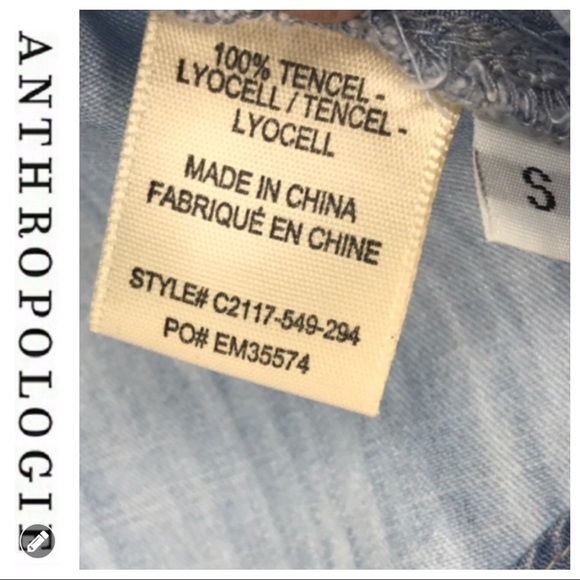 ANTHROPOLOGIE
100% TENCEL -
LYOCELL / TENCEL -
LYOCELL
MADE IN CHINA
FABRIQUÉ EN CHINE
STYLE# C2117-549-294
PO# EM35574
S